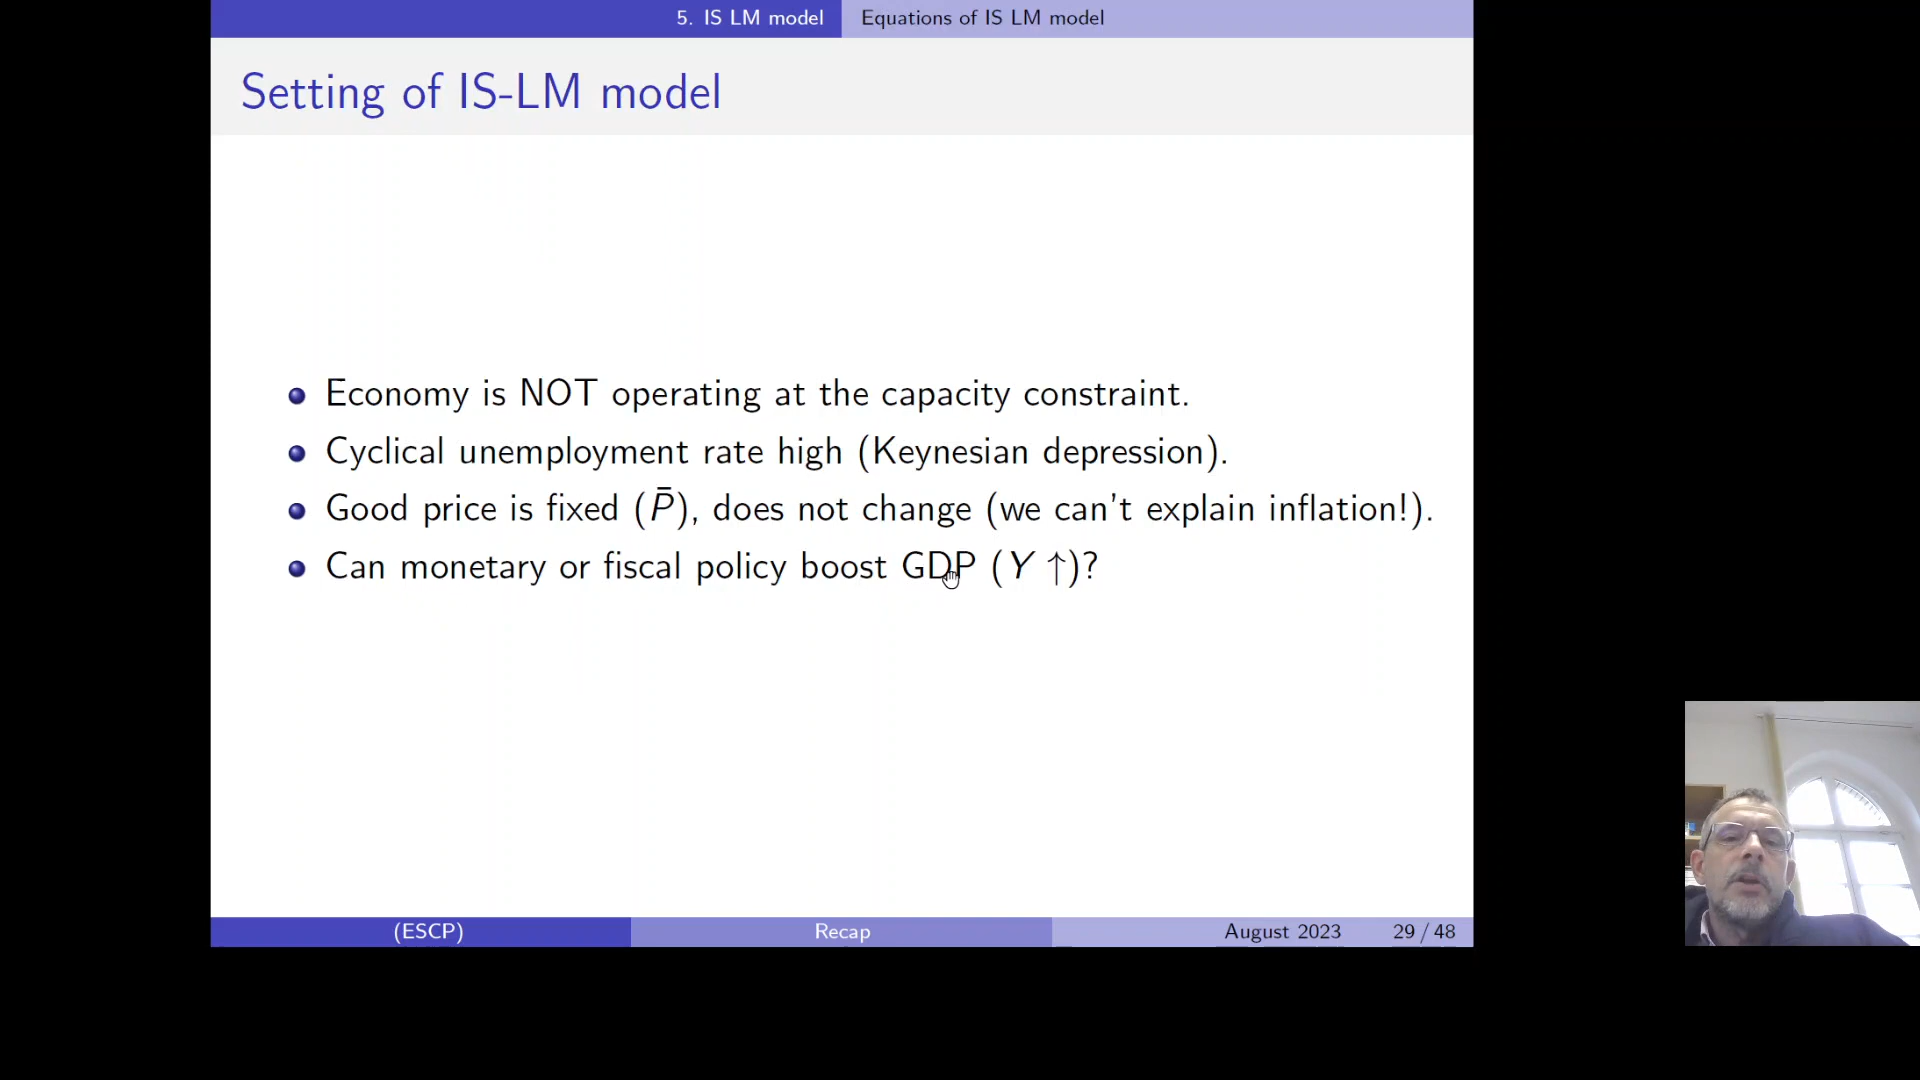 5. IS LM model Equations of IS LM model
Setting of IS-LM model
Economy is NOT operating at the capacity constraint.
Cyclical unemployment rate high (Keynesian depression).
Good price is fixed (P̄), does not change (we can't explain inflation!).
Can monetary or fiscal policy boost GDP (Y ↑)?
(ESCP) Recap August 2023 29 / 48